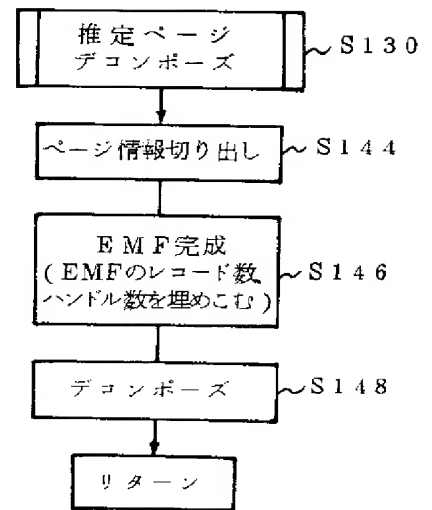 推定ページ
デコンポーズ
S130
ページ情報切り出し
S144
EMF完成
(EMFのレコード数、
ハンドル数を埋めこむ)
S146
デコンポーズ
S148
リターン